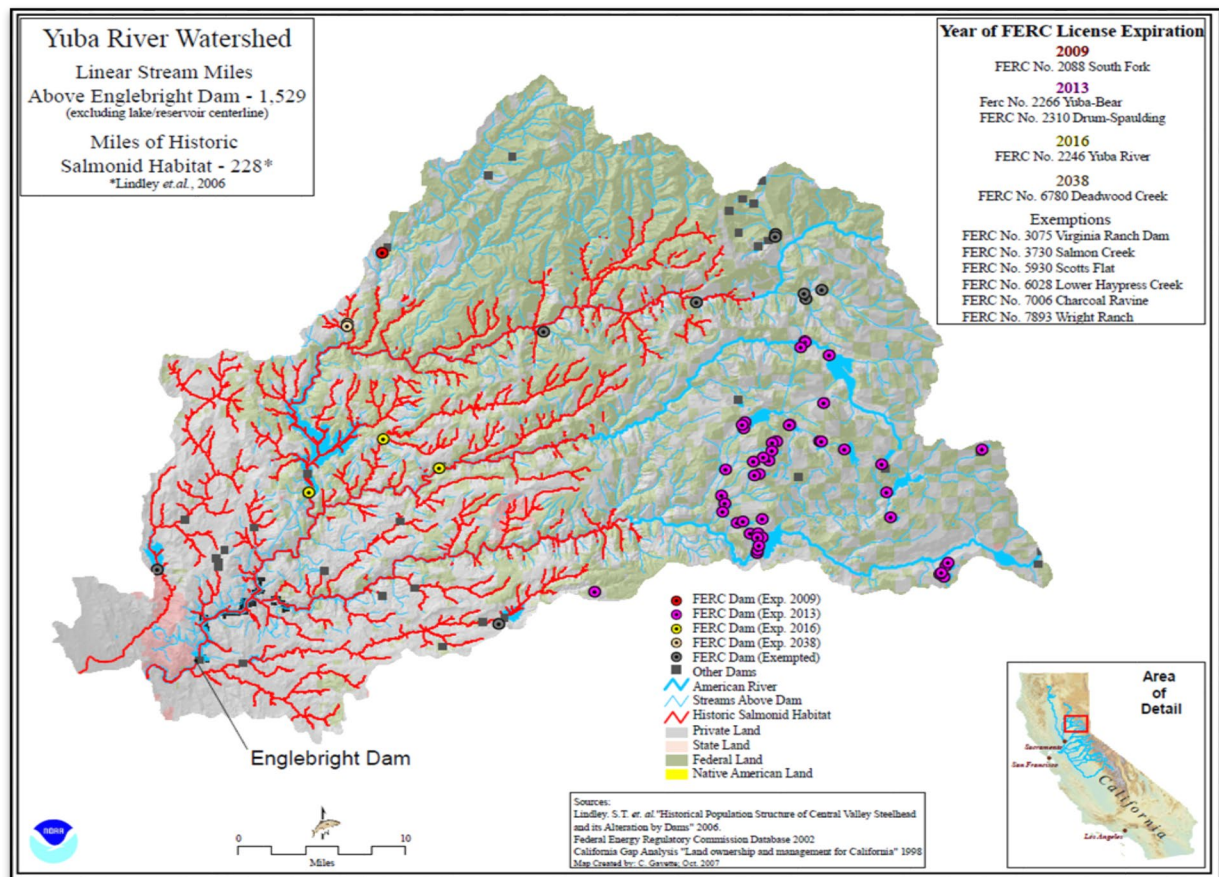 Yuba River Watershed
Linear Stream Miles
Above Englebright Dam - 1,529
(excluding lake/reservoir centerline)
Miles of Historic
Salmonid Habitat - 228*
*Lindley et.al., 2006
Year of FERC License Expiration
2009
FERC No. 2088 South Fork
2013
Ferc No. 2266 Yuba-Bear
FERC No. 2310 Drum-Spaulding
2016
FERC No. 2246 Yuba River
2038
FERC No. 6780 Deadwood Creek
Exemptions
FERC No. 3075 Virginia Ranch Dam
FERC No. 3730 Salmon Creek
FERC No. 5930 Scotts Flat
FERC No. 6028 Lower Haypress Creek
FERC No. 7006 Charcoal Ravine
FERC No. 7893 Wright Ranch
FERC Dam (Exp. 2009)
FERC Dam (Exp. 2013)
FERC Dam (Exp. 2016)
FERC Dam (Exp. 2038)
FERC Dam (Exempted)
Other Dams
American River
Streams Above Dam
Historic Salmonid Habitat
Private Land
State Land
Federal Land
Native American Land
Englebright Dam
Area
of
Detail
Sacramento
San Francisco
California
Los Angeles
NOAA
0 10
Miles
Sources:
Lindley. S.T. et. al. "Historical Population Structure of Central Valley Steelhead
and its Alteration by Dams" 2006.
Federal Energy Regulatory Commission Database 2002
California Gap Analysis "Land ownership and management for California" 1998
Map Created by: C. Gavette; Oct. 2007